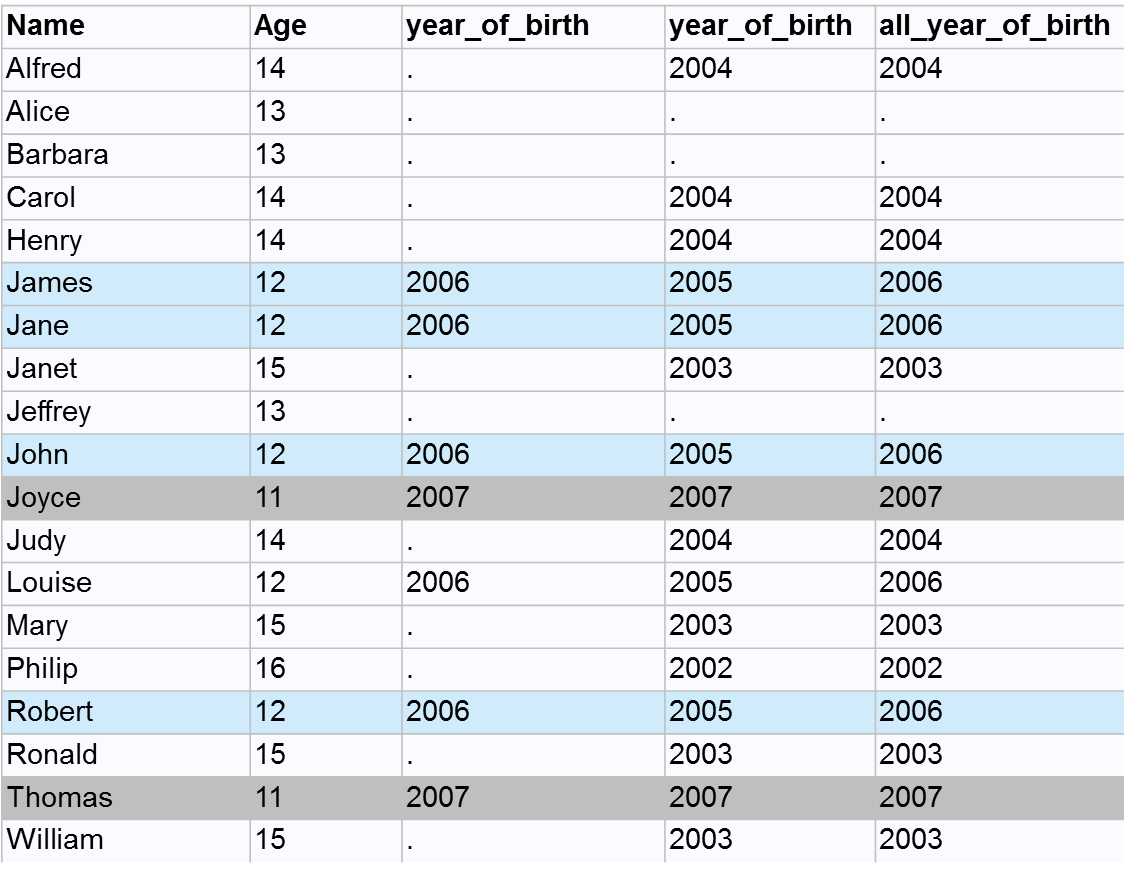 Name Age year_of_birth year_of_birth all_year_of_birth
Alfred 14 . 2004 2004
Alice 13 . . .
Barbara 13 . . .
Carol 14 . 2004 2004
Henry 14 . 2004 2004
James 12 2006 2005 2006
Jane 12 2006 2005 2006
Janet 15 . 2003 2003
Jeffrey 13 . . .
John 12 2006 2005 2006
Joyce 11 2007 2007 2007
Judy 14 . 2004 2004
Louise 12 2006 2005 2006
Mary 15 . 2003 2003
Philip 16 . 2002 2002
Robert 12 2006 2005 2006
Ronald 15 . 2003 2003
Thomas 11 2007 2007 2007
William 15 . 2003 2003